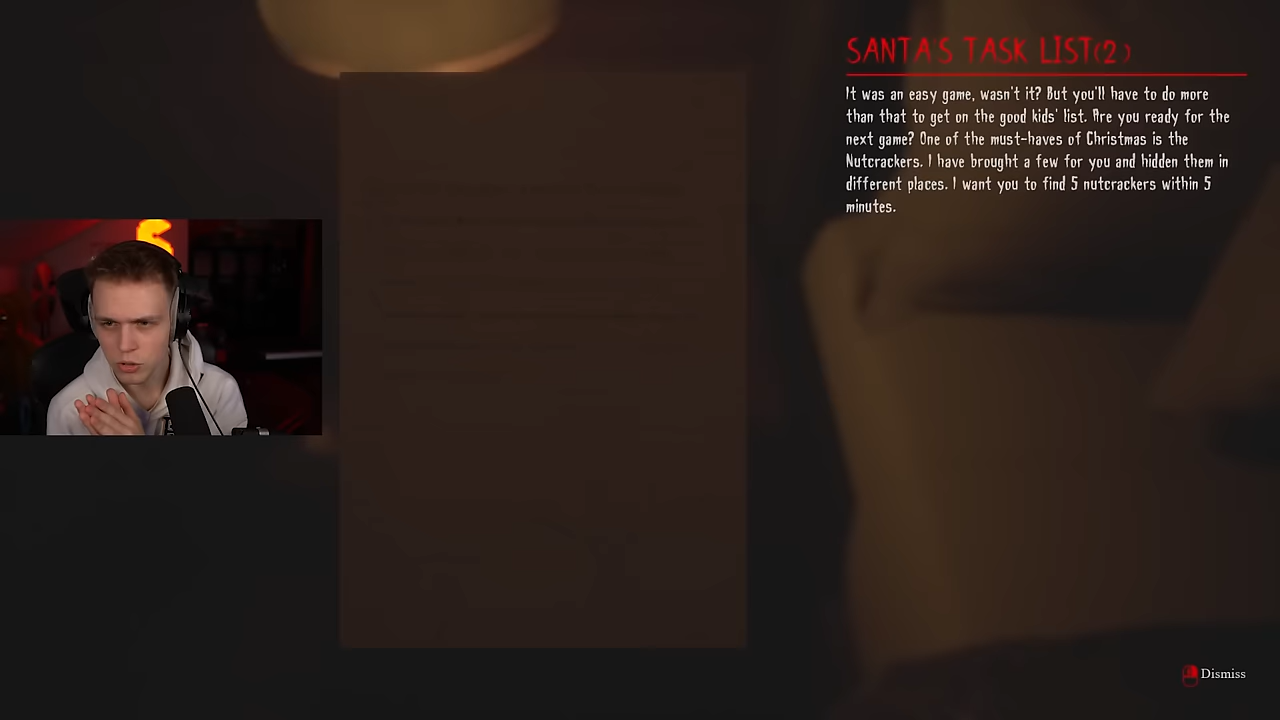 SANTA'S TASK LIST(2)
It was an easy game, wasn't it? But you'll have to do more
than that to get on the good kids' list. Are you ready for the
next game? One of the must-haves of Christmas is the
Nutcrackers. I have brought a few for you and hidden them in
different places. I want you to find 5 nutcrackers within 5
minutes.
Dismiss